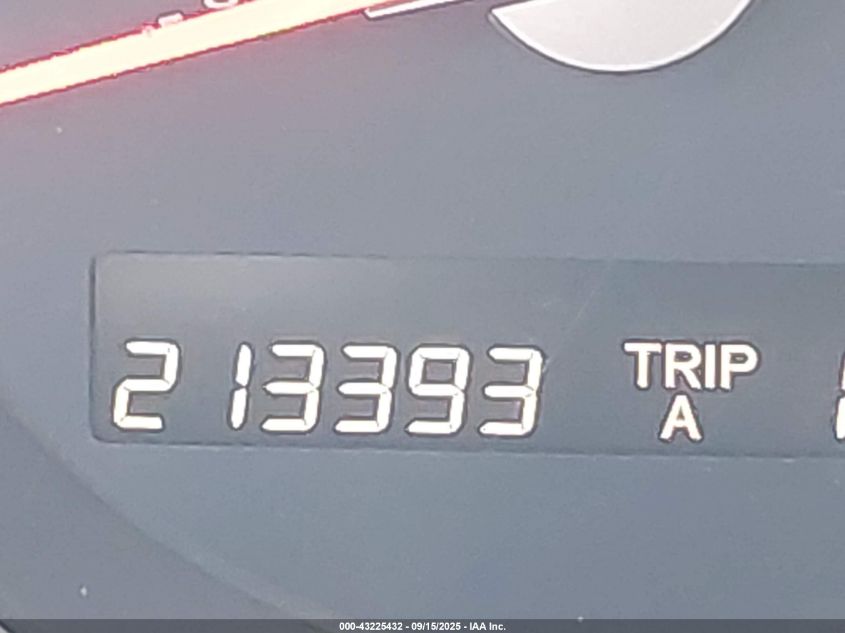 213393 TRIP
A
000-43225432 - 09/15/2025 - IAA Inc.